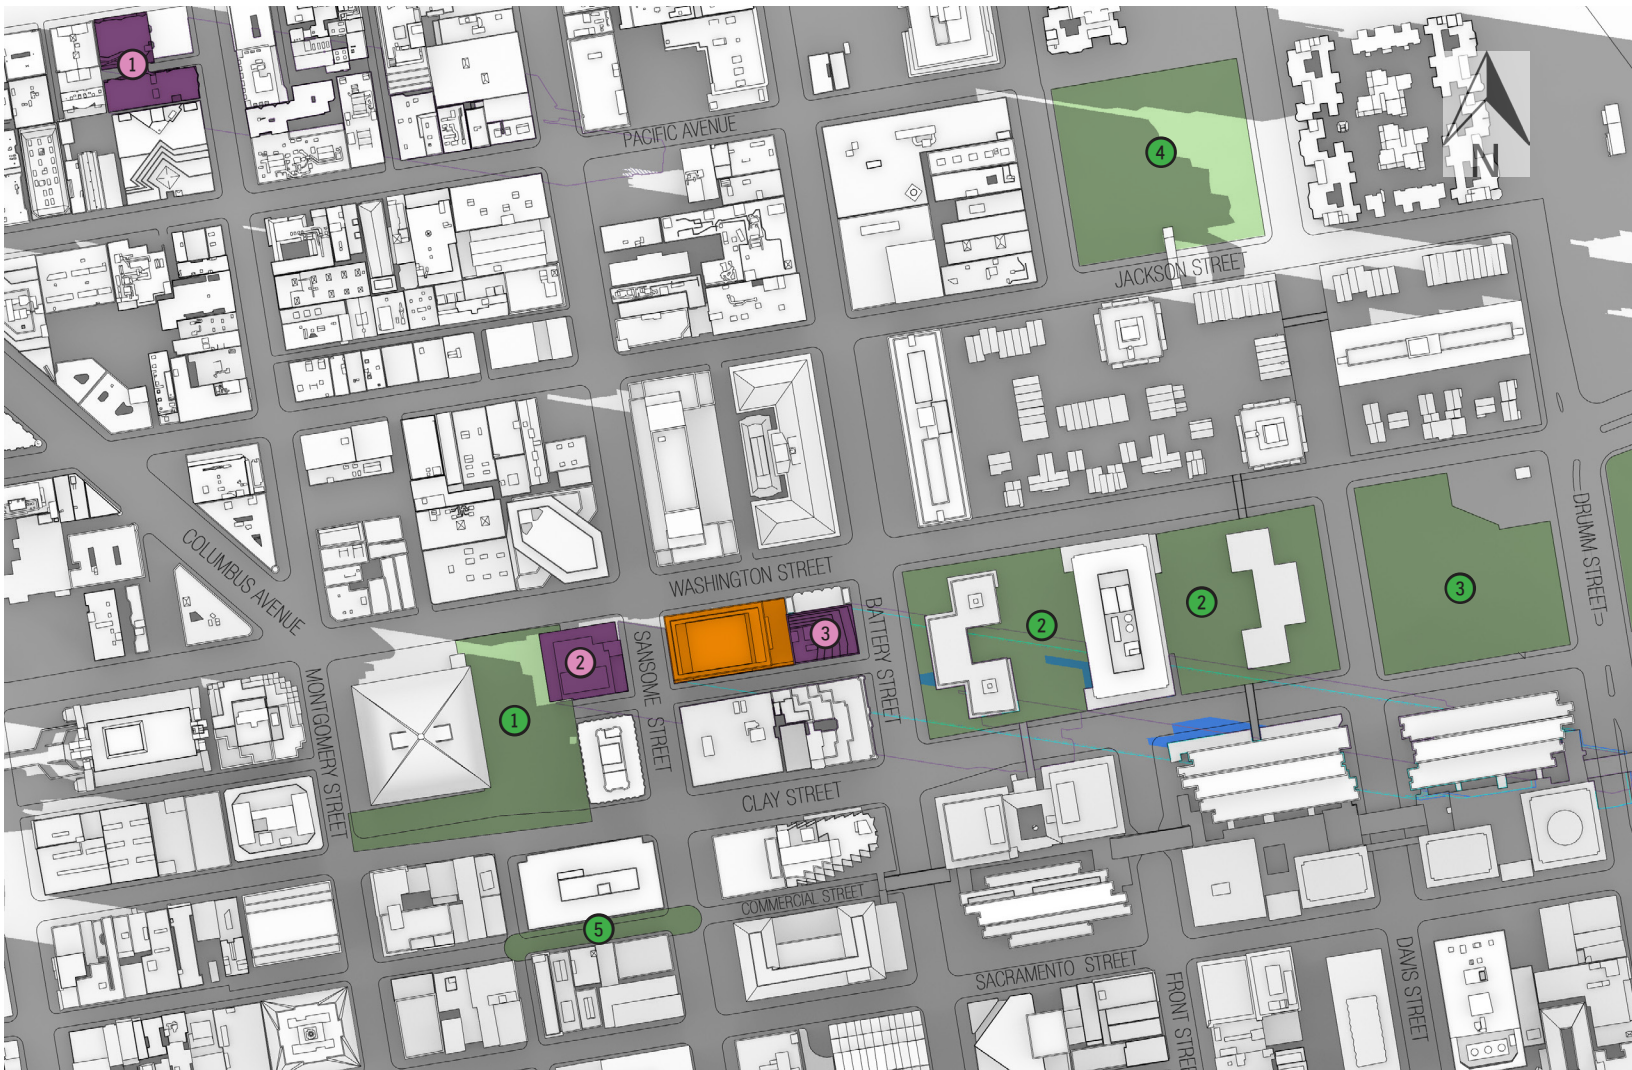 1
PACIFIC AVENUE
4
N
JACKSON STREET
COLUMBUS AVENUE
WASHINGTON STREET
DRUMM STREET
3
2
2
BATTERY STREET
3
2
SANSOME STREET
MONTGOMERY STREET
1
CLAY STREET
COMMERCIAL STREET
5
SACRAMENTO STREET
FRONT STREE
DAVIS STREET